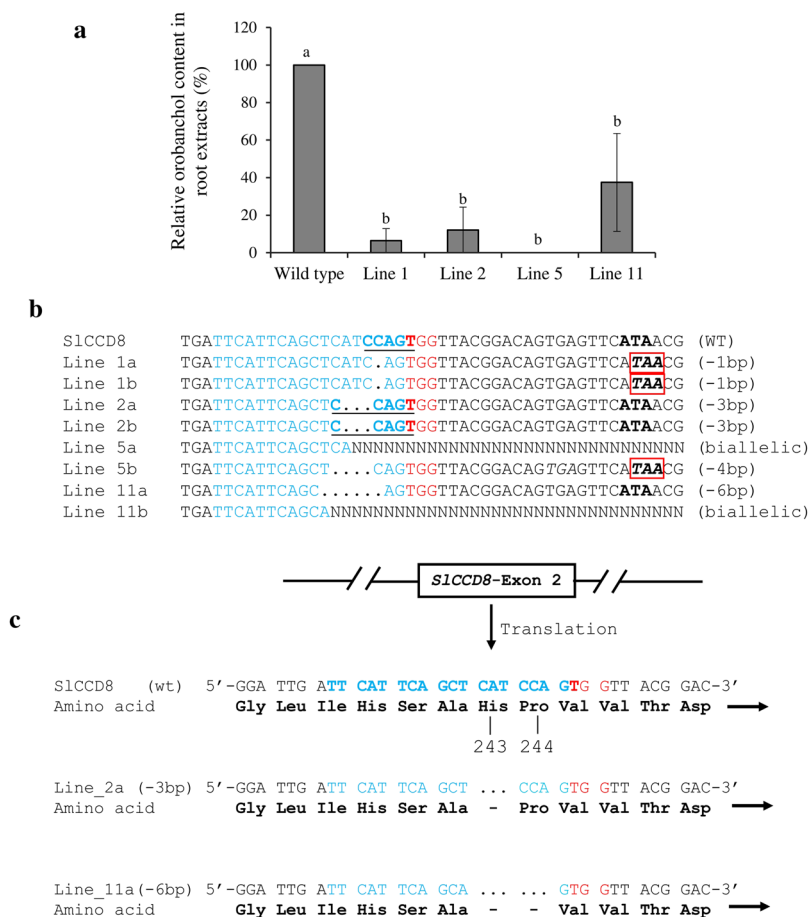 a
Relative orobanchol content in
root extracts (%)
120
100
80
60
40
20
0
a
b
b
b
b
Wild type Line 1 Line 2 Line 5 Line 11
b
SlCCD8 TGATTCATTCAGCTCATCCAGTGGTTACGGACAGTGAGTTCATAACG (WT)
Line 1a TGATTCATTCAGCTCATC.AGTGGTTACGGACAGTGAGTTCATAACG (-1bp)
Line 1b TGATTCATTCAGCTCATC.AGTGGTTACGGACAGTGAGTTCATAACG (-1bp)
Line 2a TGATTCATTCAGCTC...CAGTGGTTACGGACAGTGAGTTCATAACG (-3bp)
Line 2b TGATTCATTCAGCTC...CAGTGGTTACGGACAGTGAGTTCATAACG (-3bp)
Line 5a TGATTCATTCAGCTCANNNNNNNNNNNNNNNNNNNNNNNNNNNNNNN (biallelic)
Line 5b TGATTCATTCAGCT....CAGTGGTTACGGACAGTGAGTTCATAACG (-4bp)
Line 11a TGATTCATTCAGC......AGTGGTTACGGACAGTGAGTTCATAACG (-6bp)
Line 11b TGATTCATTCAGCANNNNNNNNNNNNNNNNNNNNNNNNNNNNNNNNN (biallelic)
SlCCD8-Exon 2
c
Translation
SlCCD8 (wt) 5′-GGA TTG ATT CAT TCA GCT CAT CCA GTG GTT ACG GAC-3′
Amino acid Gly Leu Ile His Ser Ala His Pro Val Val Thr Asp
243 244
Line_2a (-3bp) 5′-GGA TTG ATT CAT TCA GCT ... CCA GTG GTT ACG GAC-3′
Amino acid Gly Leu Ile His Ser Ala - Pro Val Val Thr Asp
Line_11a(-6bp) 5′-GGA TTG ATT CAT TCA GCA ... ... GTG GTT ACG GAC-3′
Amino acid Gly Leu Ile His Ser Ala - - Val Val Thr Asp